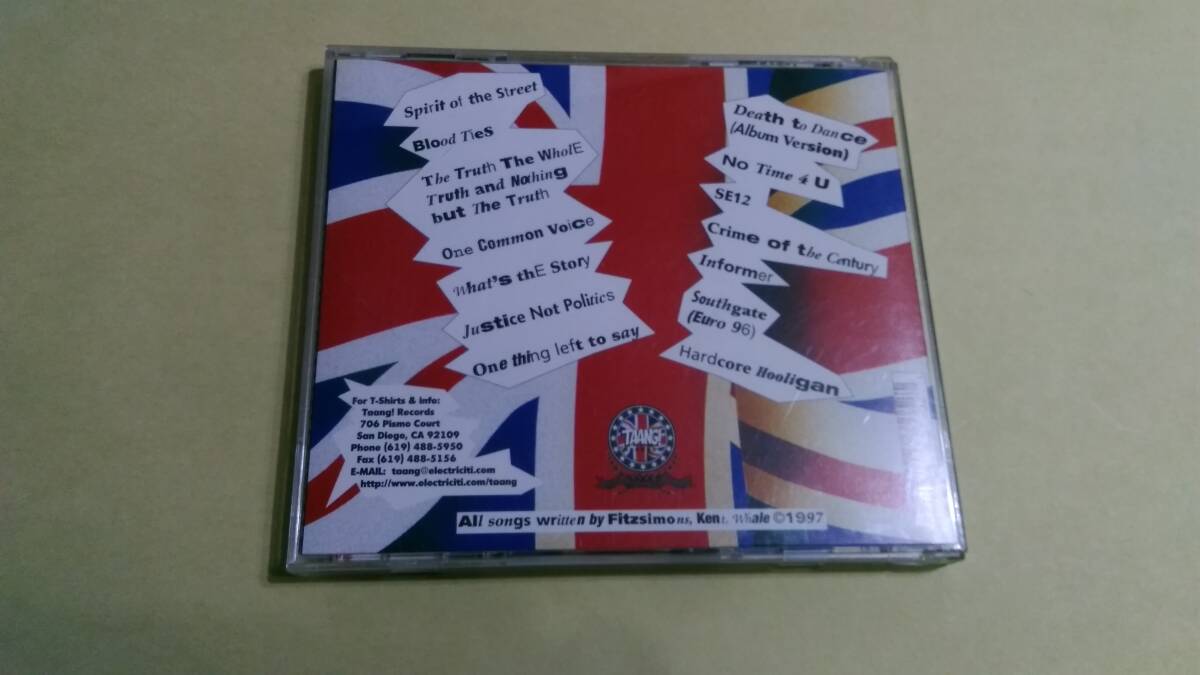 Spirit of the Street
Blood Ties
The Truth The WholE
Truth and Nothing
but The Truth
One Common Voice
What's thE Story
Justice Not Politics
One thing left to say
Death to Dance
(Album Version)
No Time 4 U
SE12
Crime of the Century
Informer
Southgate
(Euro 96)
Hardcore Hooligan
For T-Shirts & info:
Taang! Records
706 Pismo Court
San Diego, CA 92109
Phone (619) 488-5950
Fax (619) 488-5156
E-MAIL: taang@electriciti.com
http://www.electriciti.com/taang
TAANG!
All songs written by Fitzsimons, Kent, Whale ©1997